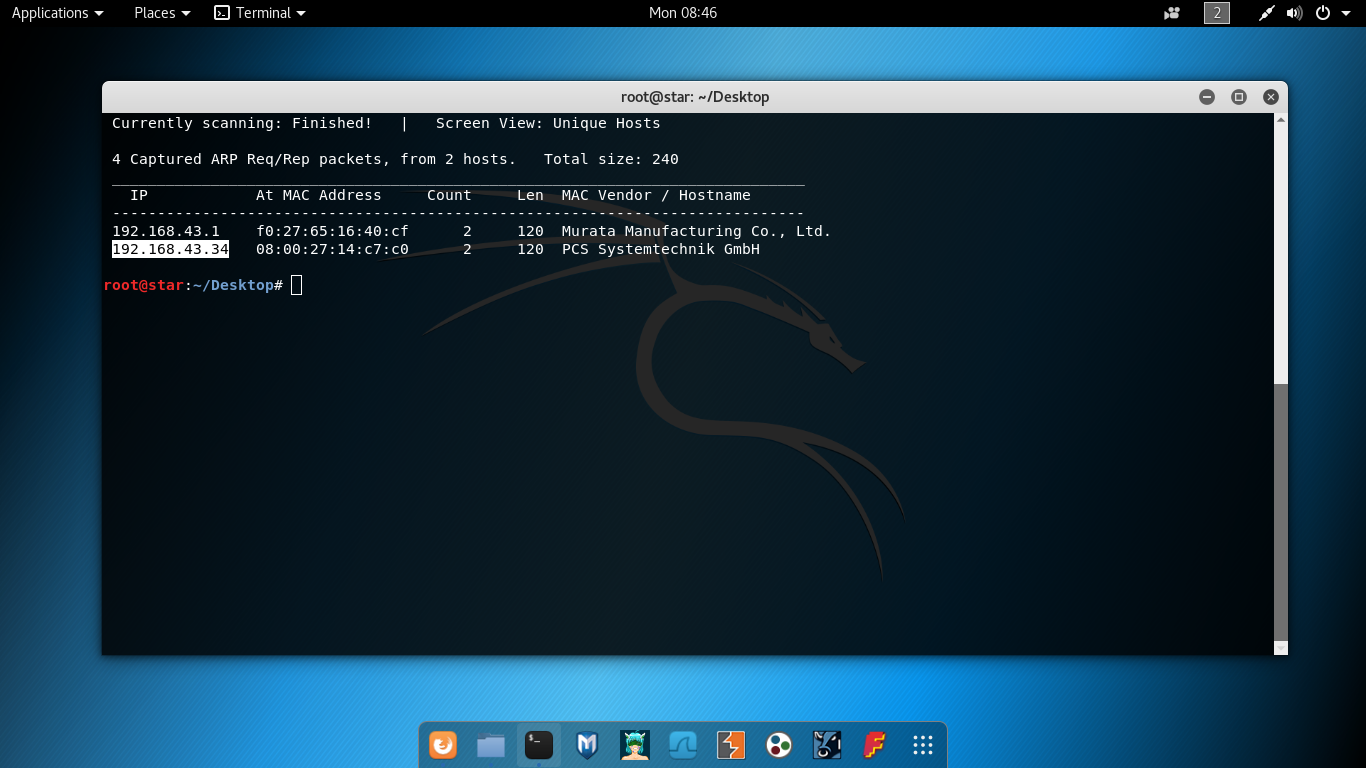 Applications Places Terminal Mon 08:46 2
root@star: ~/Desktop
Currently scanning: Finished!   |   Screen View: Unique Hosts
4 Captured ARP Req/Rep packets, from 2 hosts.   Total size: 240
_____________________________________________________________________________
  IP            At MAC Address     Count     Len  MAC Vendor / Hostname
-----------------------------------------------------------------------------
192.168.43.1    f0:27:65:16:40:cf      2     120  Murata Manufacturing Co., Ltd.
192.168.43.34   08:00:27:14:c7:c0      2     120  PCS Systemtechnik GmbH
root@star:~/Desktop#
$_